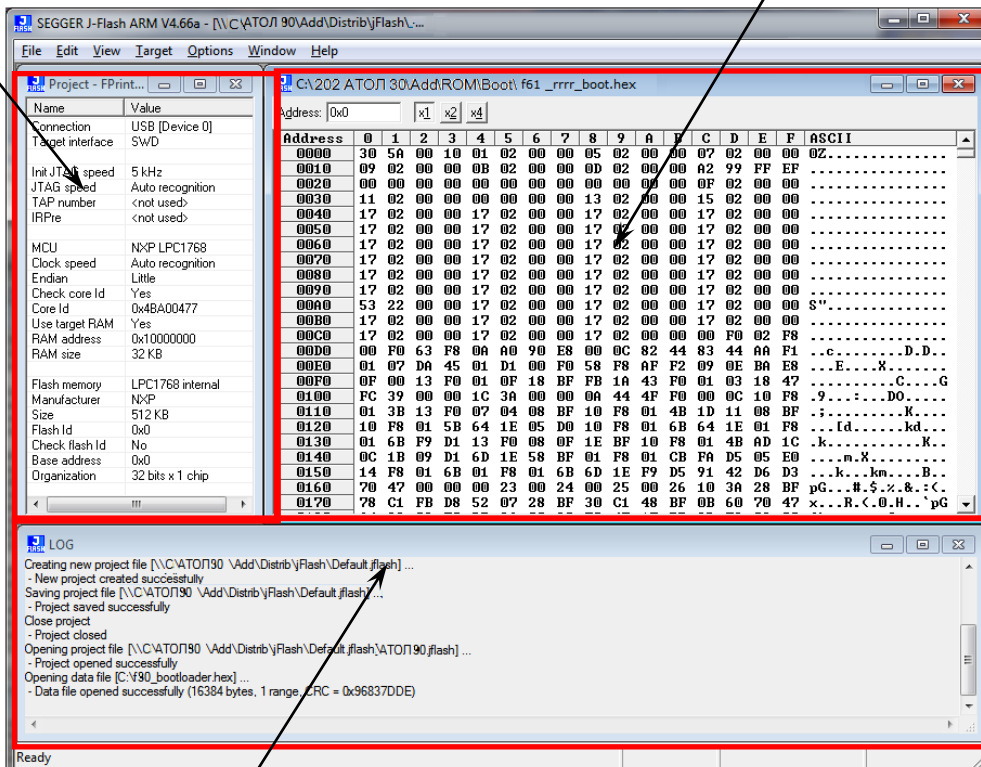 SEGGER J-Flash ARM V4.66a - [\\C\АТОЛ 90\Add\Distrib\jFlash\_...
File Edit View Target Options Window Help
Project - FPrint...
Name Value
Connection USB [Device 0]
Target interface SWD
Init JTAG speed 5 kHz
JTAG speed Auto recognition
TAP number <not used>
IRPre <not used>
MCU NXP LPC1768
Clock speed Auto recognition
Endian Little
Check core Id Yes
Core Id 0x4BA00477
Use target RAM Yes
RAM address 0x10000000
RAM size 32 KB
Flash memory LPC1768 internal
Manufacturer NXP
Size 512 KB
Flash Id 0x0
Check flash Id No
Base address 0x0
Organization 32 bits x 1 chip
C:\202 АТОЛ 30\Add\ROM\Boot\ f61 _rrrr_boot.hex
Address: 0x0 x1 x2 x4
Address 0 1 2 3 4 5 6 7 8 9 A B C D E F ASCII
0000 30 5A 00 10 01 02 00 00 05 02 00 00 07 02 00 00 0Z..............
0010 09 02 00 00 0B 02 00 00 0D 02 00 00 A2 99 FF EF ................
0020 00 00 00 00 00 00 00 00 00 00 00 00 0F 02 00 00 ................
0030 11 02 00 00 00 00 00 00 13 02 00 00 15 02 00 00 ................
0040 17 02 00 00 17 02 00 00 17 02 00 00 17 02 00 00 ................
0050 17 02 00 00 17 02 00 00 17 02 00 00 17 02 00 00 ................
0060 17 02 00 00 17 02 00 00 17 02 00 00 17 02 00 00 ................
0070 17 02 00 00 17 02 00 00 17 02 00 00 17 02 00 00 ................
0080 17 02 00 00 17 02 00 00 17 02 00 00 17 02 00 00 ................
0090 17 02 00 00 17 02 00 00 17 02 00 00 17 02 00 00 ................
00A0 53 22 00 00 17 02 00 00 17 02 00 00 17 02 00 00 S"..............
00B0 17 02 00 00 17 02 00 00 17 02 00 00 17 02 00 00 ................
00C0 17 02 00 00 17 02 00 00 17 02 00 00 00 F0 02 F8 ................
00D0 00 F0 63 F8 0A A0 90 E8 00 0C 82 44 83 44 AA F1 ..c........D.D..
00E0 01 07 DA 45 01 D1 00 F0 58 F8 AF F2 09 0E BA E8 ...E....X.......
00F0 0F 00 13 F0 01 0F 18 BF FB 1A 43 F0 01 03 18 47 ..........C....G
0100 FC 39 00 00 1C 3A 00 00 0A 44 4F F0 00 0C 10 F8 .9...:...DO.....
0110 01 3B 13 F0 07 04 08 BF 10 F8 01 4B 1D 11 08 BF .;.........K....
0120 10 F8 01 5B 64 1E 05 D0 10 F8 01 6B 64 1E 01 F8 ...[d......kd...
0130 01 6B F9 D1 13 F0 08 0F 1E BF 10 F8 01 4B AD 1C .k...........K..
0140 0C 1B 09 D1 6D 1E 58 BF 01 F8 01 CB FA D5 05 E0 ....m.X.........
0150 14 F8 01 6B 01 F8 01 6B 6D 1E F9 D5 91 42 D6 D3 ...k...km....B..
0160 70 47 00 00 23 00 24 00 25 00 26 10 3A 28 BF pG...#.$.%.&.:(.
0170 78 C1 FB D8 52 07 28 BF 30 C1 48 BF 0B 60 70 47 x...R.(.0.H..`pG
LOG
Creating new project file [\\C\АТОЛ90 \Add\Distrib\jFlash\Default.jflash] ...
- New project created successfully
Saving project file [\\C\АТОЛ90 \Add\Distrib\jFlash\Default.jflash] ...
- Project saved successfully
Close project
- Project closed
Opening project file [\\C\АТОЛ90 \Add\Distrib\jFlash\Default.jflash\АТОЛ 90.jflash] ...
- Project opened successfully
Opening data file [C:\f90_bootloader.hex] ...
- Data file opened successfully (16384 bytes, 1 range, CRC = 0x96837DDE)
Ready